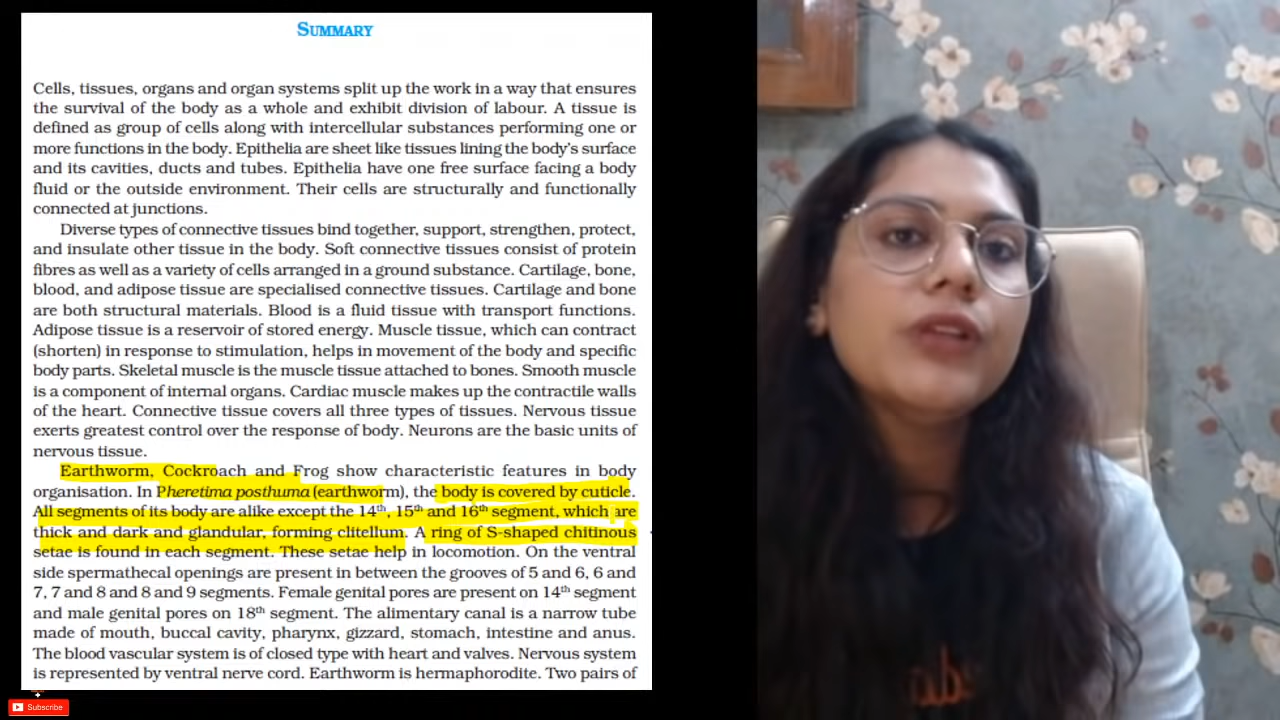 SUMMARY
Cells, tissues, organs and organ systems split up the work in a way that ensures
the survival of the body as a whole and exhibit division of labour. A tissue is
defined as group of cells along with intercellular substances performing one or
more functions in the body. Epithelia are sheet like tissues lining the body's surface
and its cavities, ducts and tubes. Epithelia have one free surface facing a body
fluid or the outside environment. Their cells are structurally and functionally
connected at junctions.
Diverse types of connective tissues bind together, support, strengthen, protect,
and insulate other tissue in the body. Soft connective tissues consist of protein
fibres as well as a variety of cells arranged in a ground substance. Cartilage, bone,
blood, and adipose tissue are specialised connective tissues. Cartilage and bone
are both structural materials. Blood is a fluid tissue with transport functions.
Adipose tissue is a reservoir of stored energy. Muscle tissue, which can contract
(shorten) in response to stimulation, helps in movement of the body and specific
body parts. Skeletal muscle is the muscle tissue attached to bones. Smooth muscle
is a component of internal organs. Cardiac muscle makes up the contractile walls
of the heart. Connective tissue covers all three types of tissues. Nervous tissue
exerts greatest control over the response of body. Neurons are the basic units of
nervous tissue.
Earthworm, Cockroach and Frog show characteristic features in body
organisation. In Pheretima posthuma (earthworm), the body is covered by cuticle.
All segments of its body are alike except the 14th, 15th and 16th segment, which are
thick and dark and glandular, forming clitellum. A ring of S-shaped chitinous
setae is found in each segment. These setae help in locomotion. On the ventral
side spermathecal openings are present in between the grooves of 5 and 6, 6 and
7, 7 and 8 and 8 and 9 segments. Female genital pores are present on 14th segment
and male genital pores on 18th segment. The alimentary canal is a narrow tube
made of mouth, buccal cavity, pharynx, gizzard, stomach, intestine and anus.
The blood vascular system is of closed type with heart and valves. Nervous system
is represented by ventral nerve cord. Earthworm is hermaphrodite. Two pairs of
Subscribe